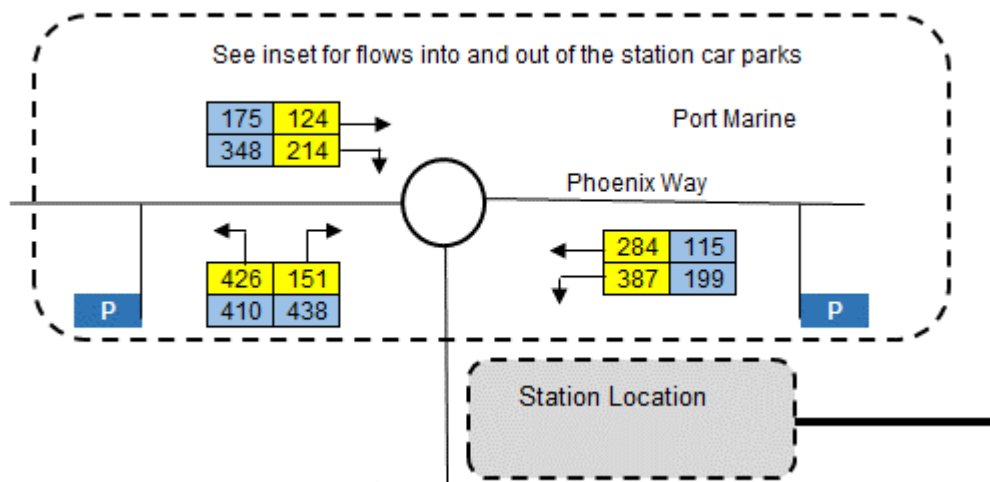 See inset for flows into and out of the station car parks
175 124
348 214
Port Marine
Phoenix Way
284 115
387 199
426 151
410 438
P
P
Station Location